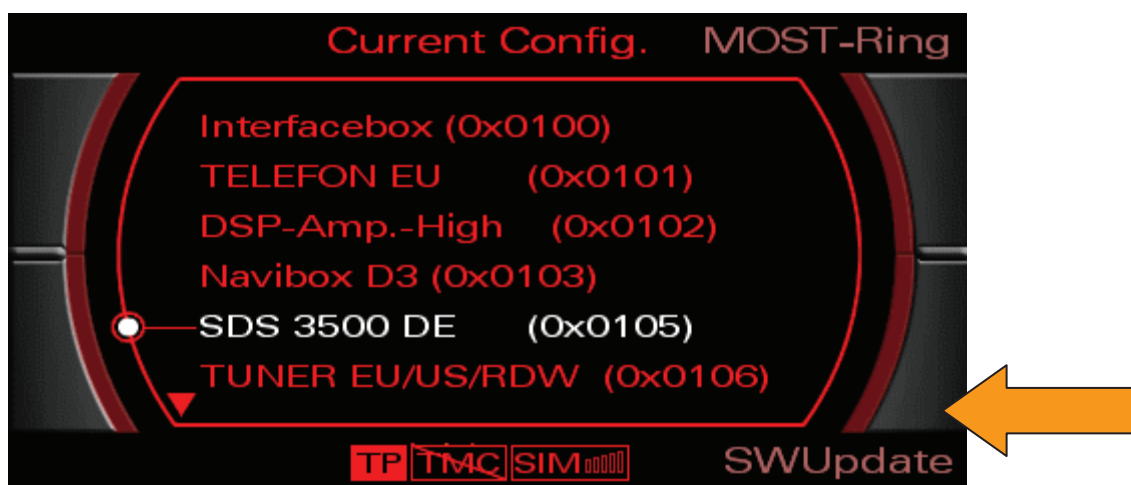 Current Config. MOST-Ring
Interfacebox (0x0100)
TELEFON EU (0x0101)
DSP-Amp.-High (0x0102)
Navibox D3 (0x0103)
SDS 3500 DE (0x0105)
TUNER EU/US/RDW (0x0106)
TP TMC SIM SWUpdate